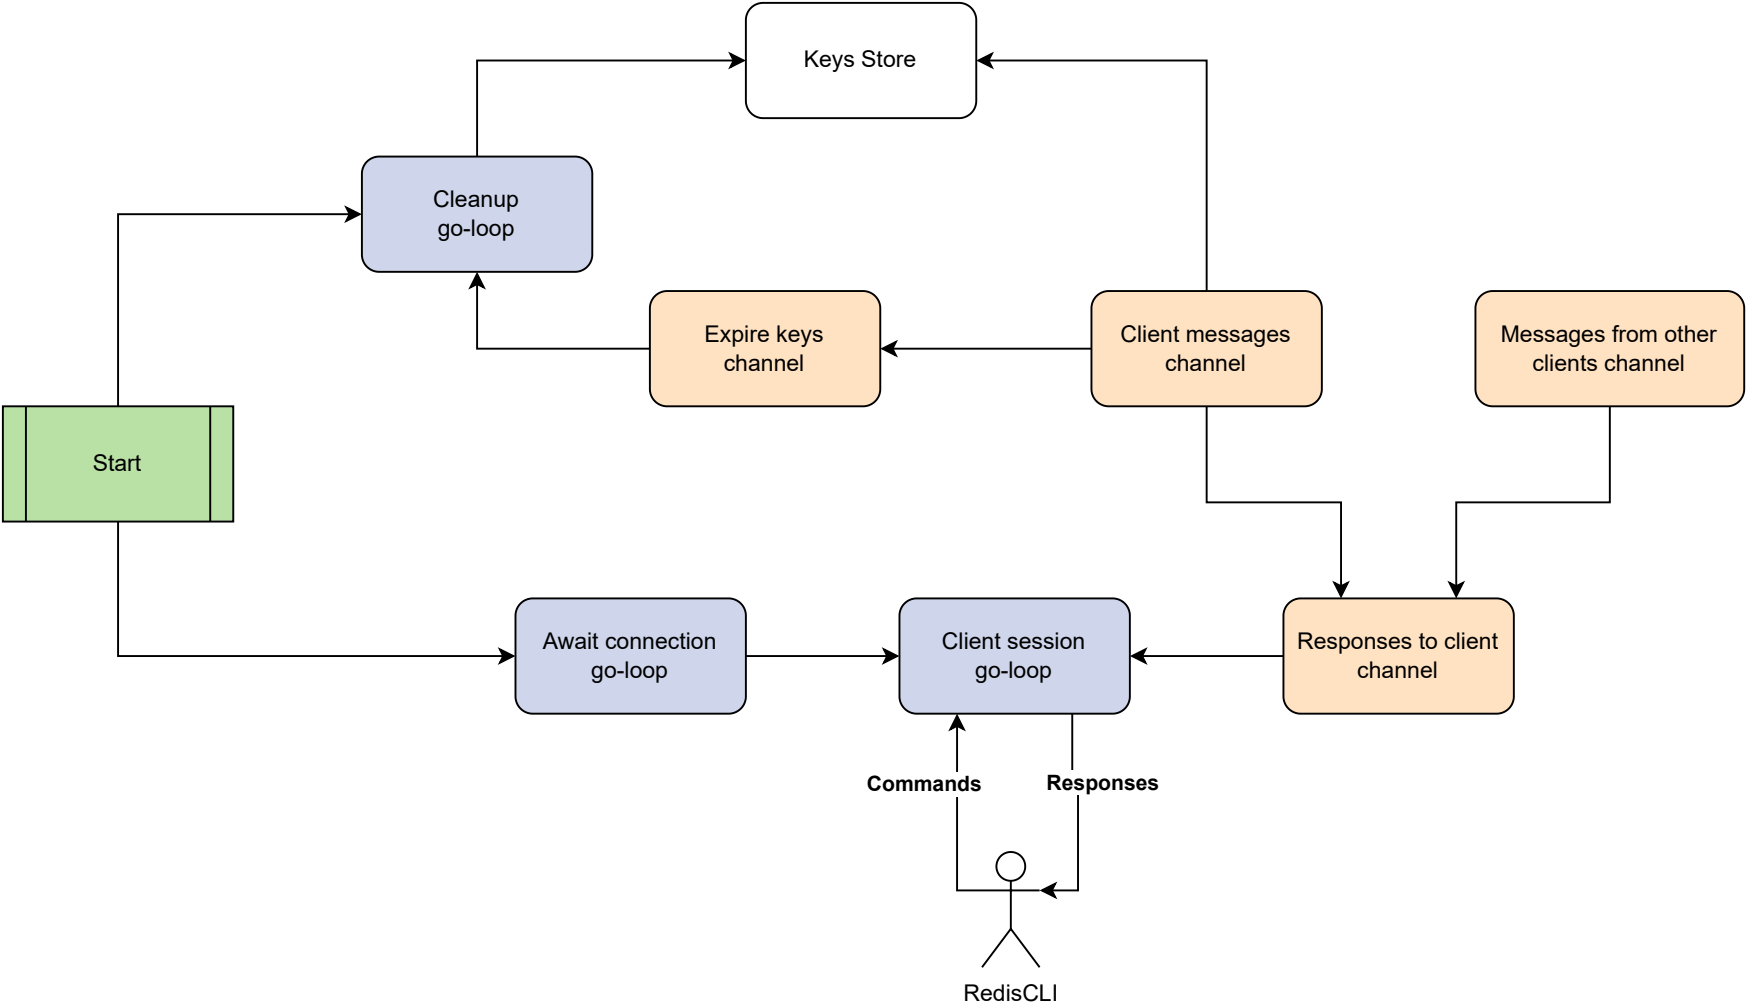 Keys Store
Cleanup
go-loop
Expire keys
channel
Client messages
channel
Messages from other
clients channel
Start
Await connection
go-loop
Client session
go-loop
Responses to client
channel
Commands
Responses
RedisCLI